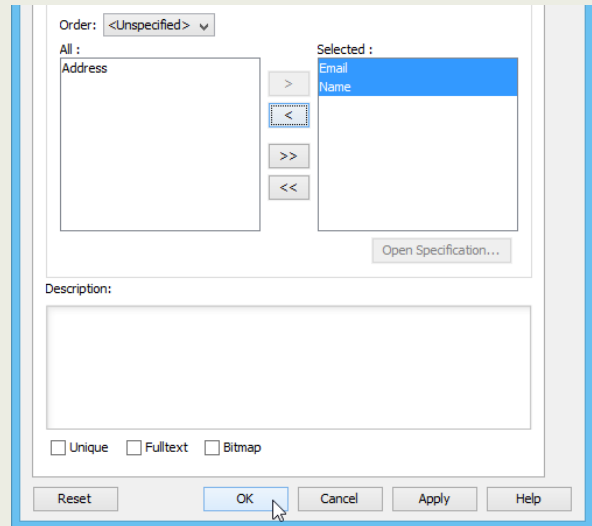 Order: <Unspecified>
All :
Selected :
Address
Email
Name
>
<
>>
<<
Open Specification...
Description:
Unique Fulltext Bitmap
Reset OK Cancel Apply Help